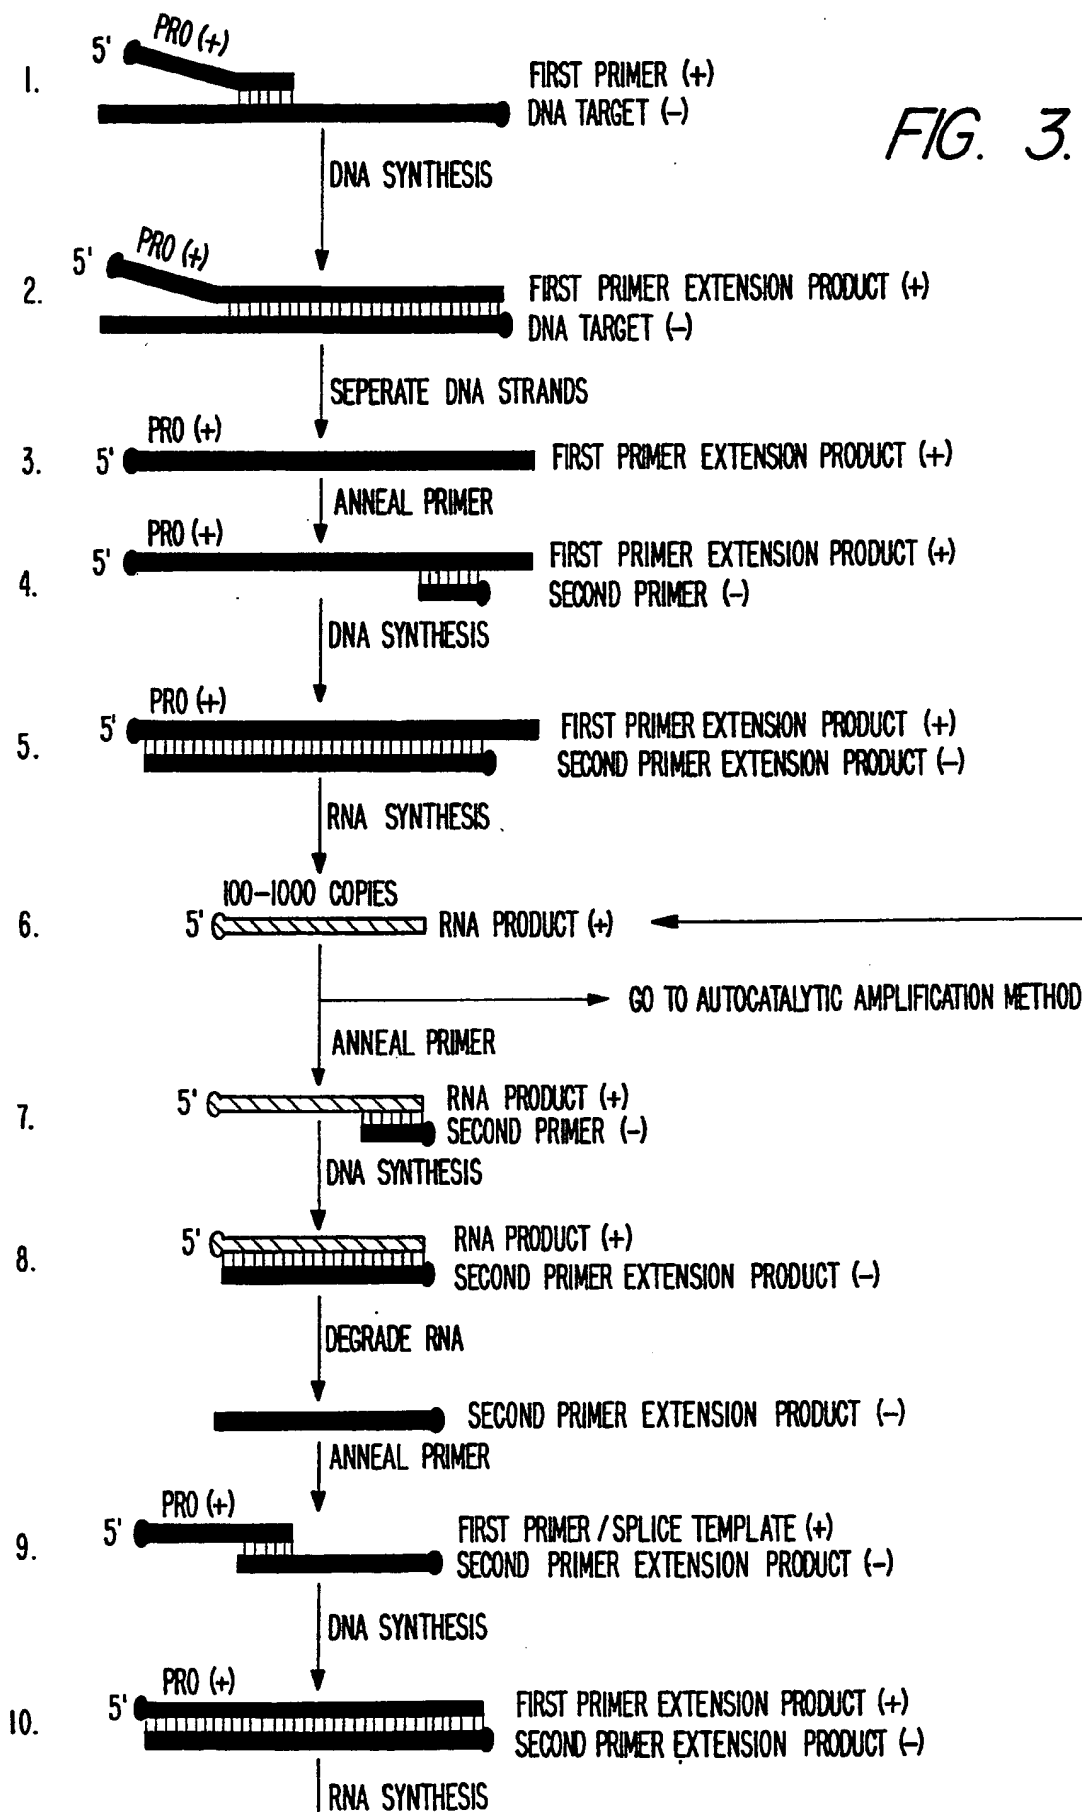 FIG. 3.
1.
5' PRO (+)
FIRST PRIMER (+)
DNA TARGET (-)
DNA SYNTHESIS
2.
5' PRO (+)
FIRST PRIMER EXTENSION PRODUCT (+)
DNA TARGET (-)
SEPERATE DNA STRANDS
PRO (+)
3. 5' FIRST PRIMER EXTENSION PRODUCT (+)
ANNEAL PRIMER
PRO (+)
4. 5' FIRST PRIMER EXTENSION PRODUCT (+)
SECOND PRIMER (-)
DNA SYNTHESIS
PRO (+)
5. 5' FIRST PRIMER EXTENSION PRODUCT (+)
SECOND PRIMER EXTENSION PRODUCT (-)
RNA SYNTHESIS
100-1000 COPIES
6. 5' RNA PRODUCT (+)
GO TO AUTOCATALYTIC AMPLIFICATION METHOD
ANNEAL PRIMER
7. 5' RNA PRODUCT (+)
SECOND PRIMER (-)
DNA SYNTHESIS
8. 5' RNA PRODUCT (+)
SECOND PRIMER EXTENSION PRODUCT (-)
DEGRADE RNA
SECOND PRIMER EXTENSION PRODUCT (-)
ANNEAL PRIMER
PRO (+)
9. 5' FIRST PRIMER / SPLICE TEMPLATE (+)
SECOND PRIMER EXTENSION PRODUCT (-)
DNA SYNTHESIS
PRO (+)
10. 5' FIRST PRIMER EXTENSION PRODUCT (+)
SECOND PRIMER EXTENSION PRODUCT (-)
RNA SYNTHESIS